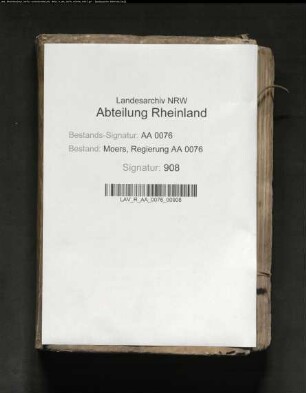 Landesarchiv NRW
Abteilung Rheinland
Bestands-Signatur: AA 0076
Bestand: Moers, Regierung AA 0076
Signatur: 908
LAV_R_AA_0076_00908